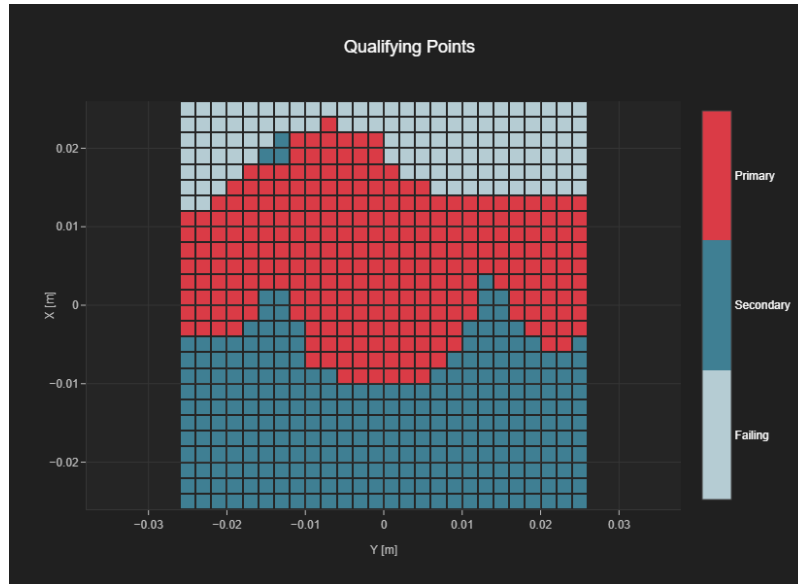 Qualifying Points
0.02
0.01
0
−0.01
−0.02
X [m]
−0.03
−0.02
−0.01
0
0.01
0.02
0.03
Y [m]
Primary
Secondary
Failing